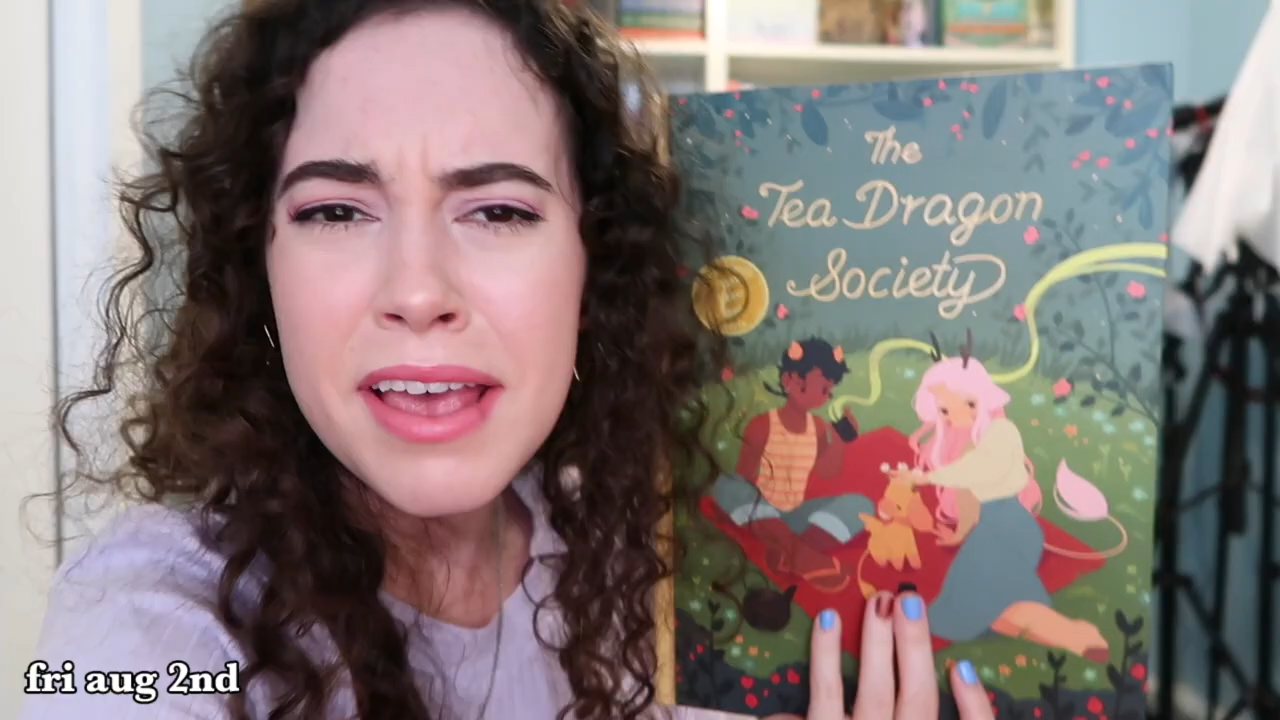 The
Tea Dragon
Society
E
fri aug 2nd